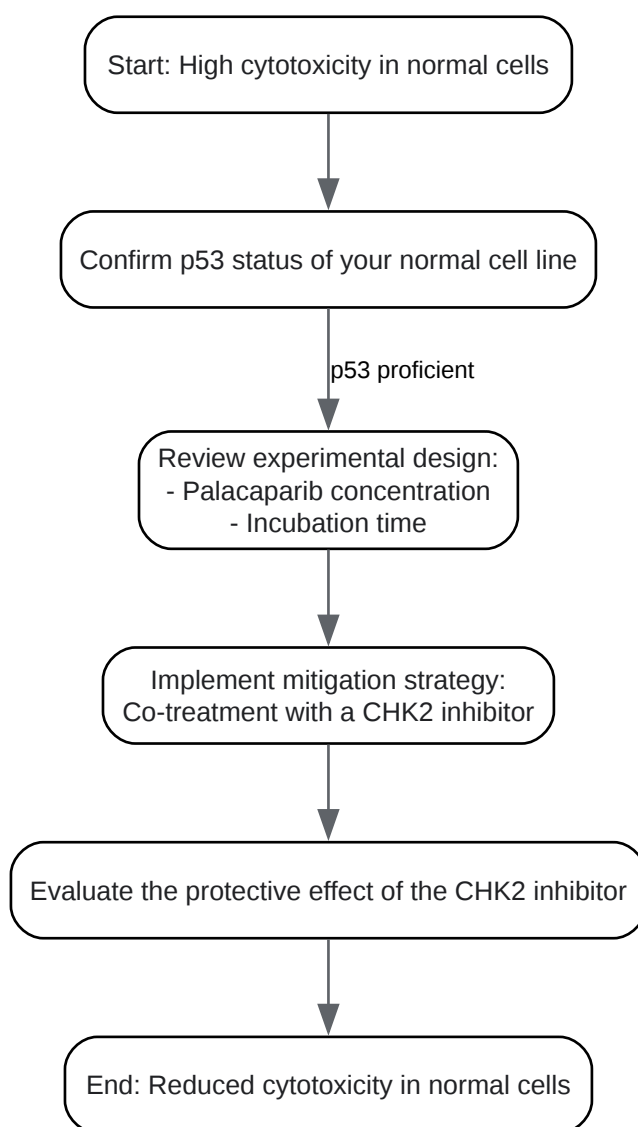 Start: High cytotoxicity in normal cells
Confirm p53 status of your normal cell line
p53 proficient
Review experimental design:
- Palacaparib concentration
- Incubation time
Implement mitigation strategy:
Co-treatment with a CHK2 inhibitor
Evaluate the protective effect of the CHK2 inhibitor
End: Reduced cytotoxicity in normal cells